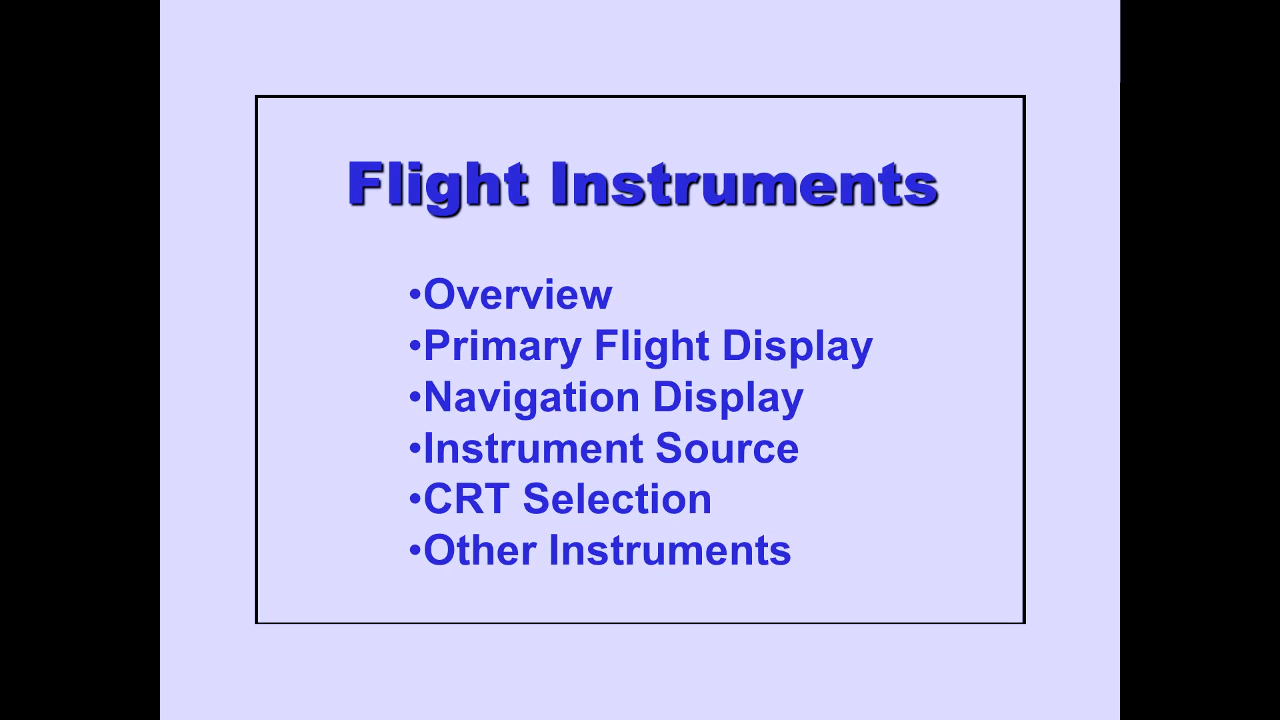 Flight Instruments
•Overview
•Primary Flight Display
•Navigation Display
•Instrument Source
•CRT Selection
•Other Instruments